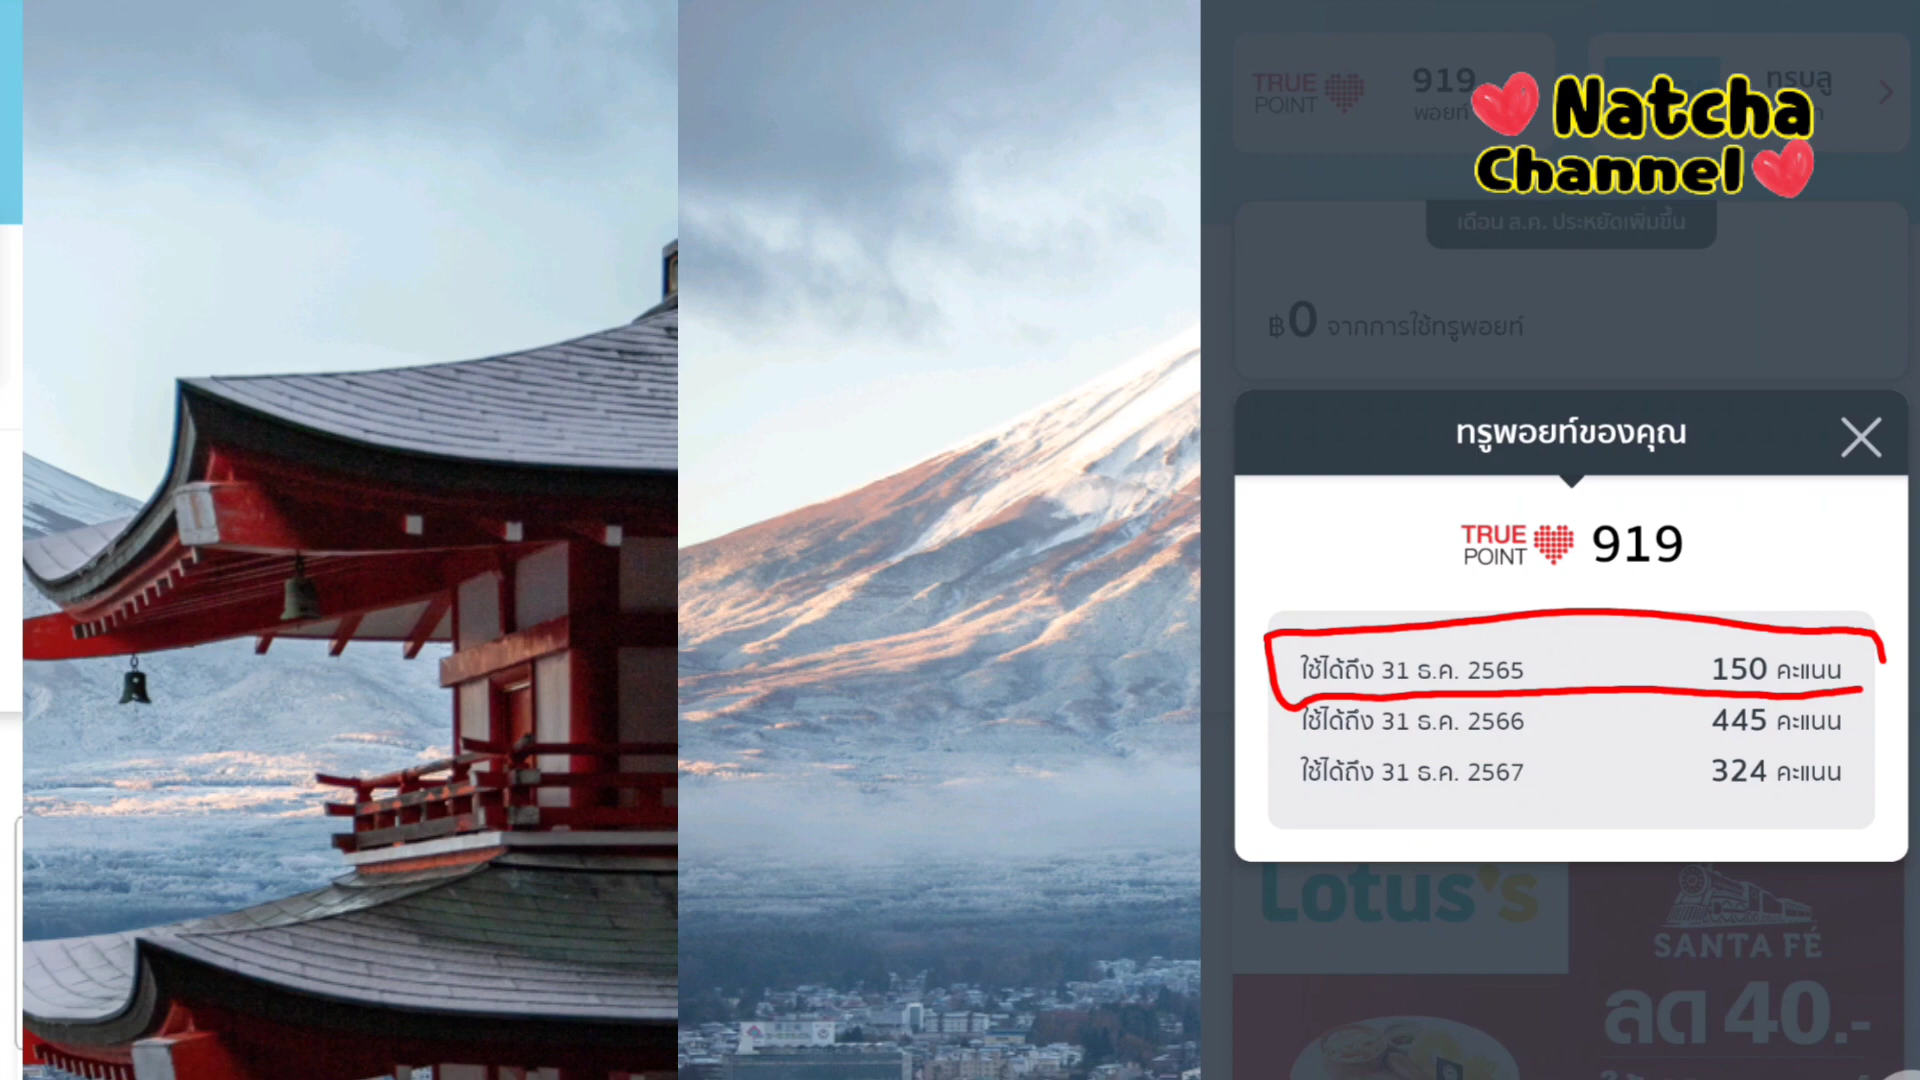 TRUE
POINT
919
พอยท์
ทรูบลู
Natcha
Channel
เดือน ส.ค. ประหยัดเพิ่มขึ้น
฿0 จากการใช้ทรูพอยท์
ทรูพอยท์ของคุณ
TRUE
POINT
919
ใช้ได้ถึง 31 ธ.ค. 2565 150 คะแนน
ใช้ได้ถึง 31 ธ.ค. 2566 445 คะแนน
ใช้ได้ถึง 31 ธ.ค. 2567 324 คะแนน
Lotus's
SANTA FÉ
ลด 40.-